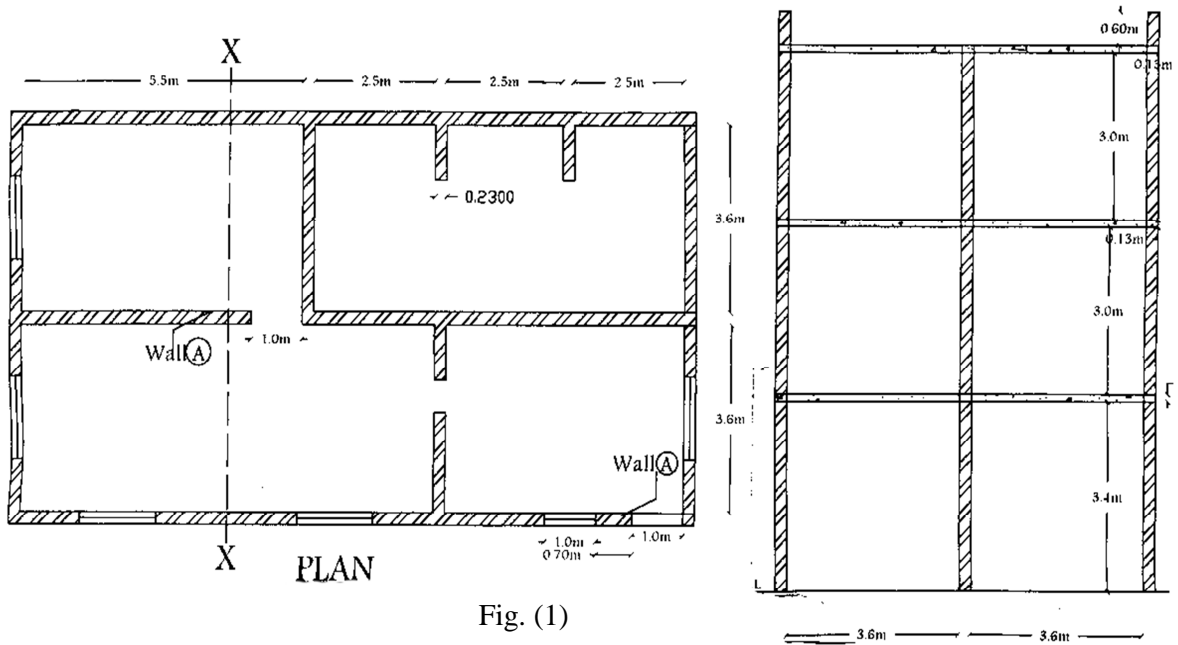 X
5.5m 2.5m 2.5m 2.5m
0.2300
3.6m
Wall A
1.0m
3.6m
Wall A
1.0m
0.70m
1.0m
X
PLAN
Fig. (1)
0.60m
0.13m
3.0m
0.13m
3.0m
3.4m
3.6m 3.6m